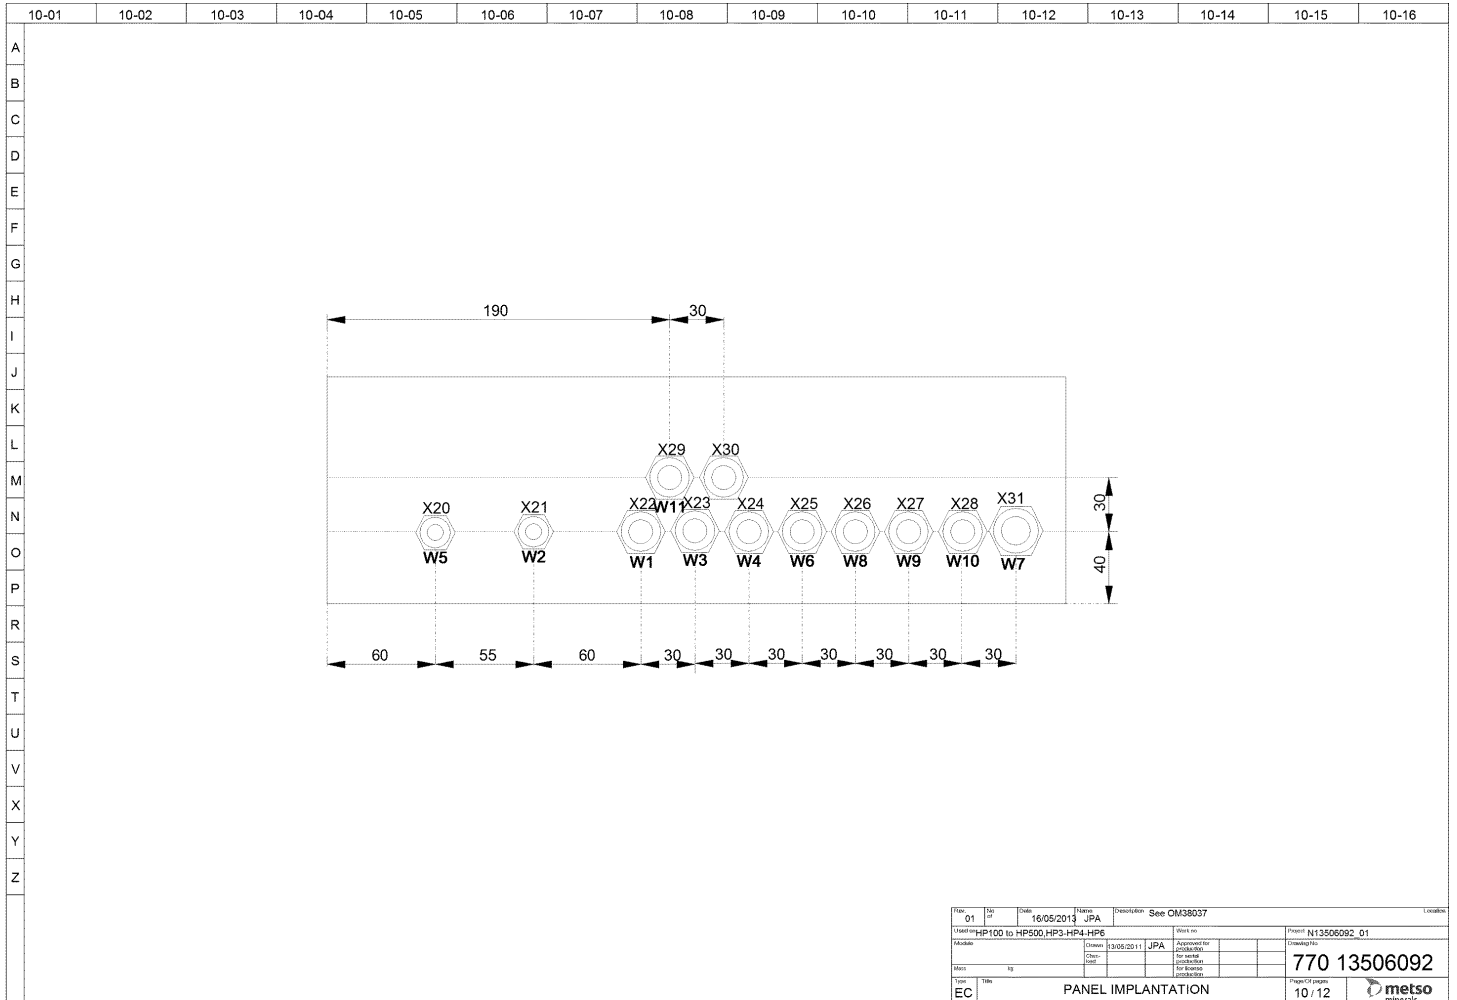 10-01 10-02 10-03 10-04 10-05 10-06 10-07 10-08 10-09 10-10 10-11 10-12 10-13 10-14 10-15 10-16
A
B
C
D
E
F
G
H
I
J
K
L
M
N
O
P
R
S
T
U
V
X
Y
Z
190 30
X29 X30
W11
30
X20 X21 X22 X23 X24 X25 X26 X27 X28 X31
W5 W2 W1 W3 W4 W6 W8 W9 W10 W7
40
60 55 60 30 30 30 30 30 30 30
Rev. No of Date Name Description See OM38037 Location
01 16/05/2013 JPA
Used on HP100 to HP500,HP3-HP4-HP6 Work no Project N13506092_01
Module Drawn 13/05/2011 JPA Approved for production Drawing No
Chec-ked for serial production 770 13506092
Mass kg for license production
Type Title Page/Of pages
EC PANEL IMPLANTATION 10 / 12 metso
minerals